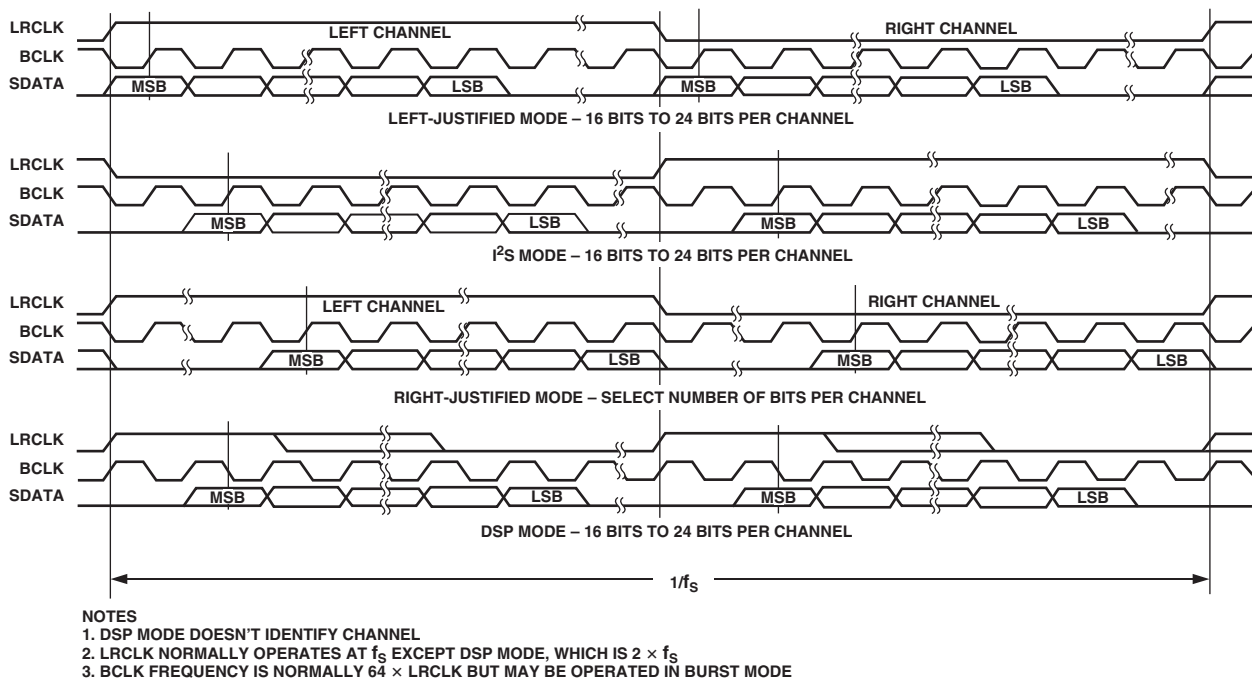 LRCLK
LEFT CHANNEL
RIGHT CHANNEL
BCLK
SDATA
MSB
LSB
MSB
LSB
LEFT-JUSTIFIED MODE – 16 BITS TO 24 BITS PER CHANNEL
LRCLK
BCLK
SDATA
MSB
LSB
MSB
LSB
I²S MODE – 16 BITS TO 24 BITS PER CHANNEL
LRCLK
LEFT CHANNEL
RIGHT CHANNEL
BCLK
SDATA
MSB
LSB
MSB
LSB
RIGHT-JUSTIFIED MODE – SELECT NUMBER OF BITS PER CHANNEL
LRCLK
BCLK
SDATA
MSB
LSB
MSB
LSB
DSP MODE – 16 BITS TO 24 BITS PER CHANNEL
1/fS
NOTES
1. DSP MODE DOESN'T IDENTIFY CHANNEL
2. LRCLK NORMALLY OPERATES AT fS EXCEPT DSP MODE, WHICH IS 2 × fS
3. BCLK FREQUENCY IS NORMALLY 64 × LRCLK BUT MAY BE OPERATED IN BURST MODE